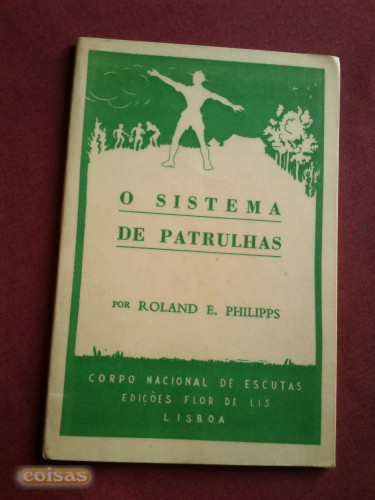 O SISTEMA
DE PATRULHAS
POR ROLAND E. PHILIPPS
CORPO NACIONAL DE ESCUTAS
EDIÇÕES FLOR DE LIS
LISBOA
coisas